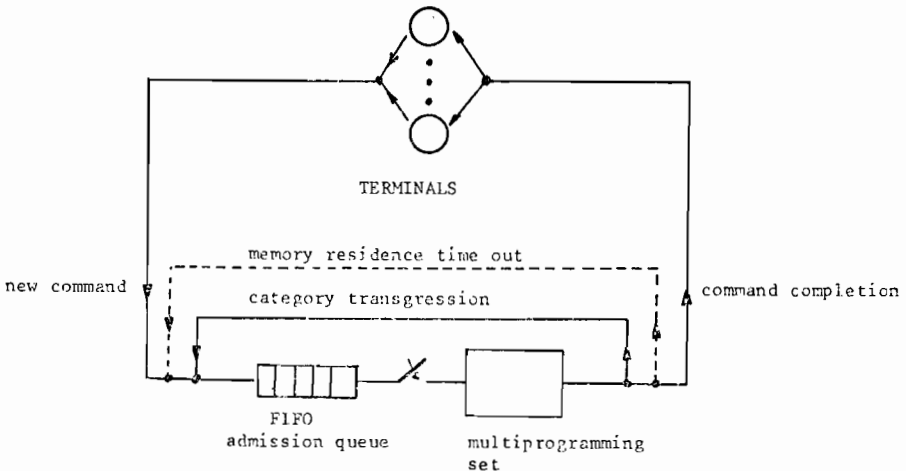 TERMINALS
memory residence time out
new command
category transgression
command completion
FIFO
admission queue
multiprogramming
set